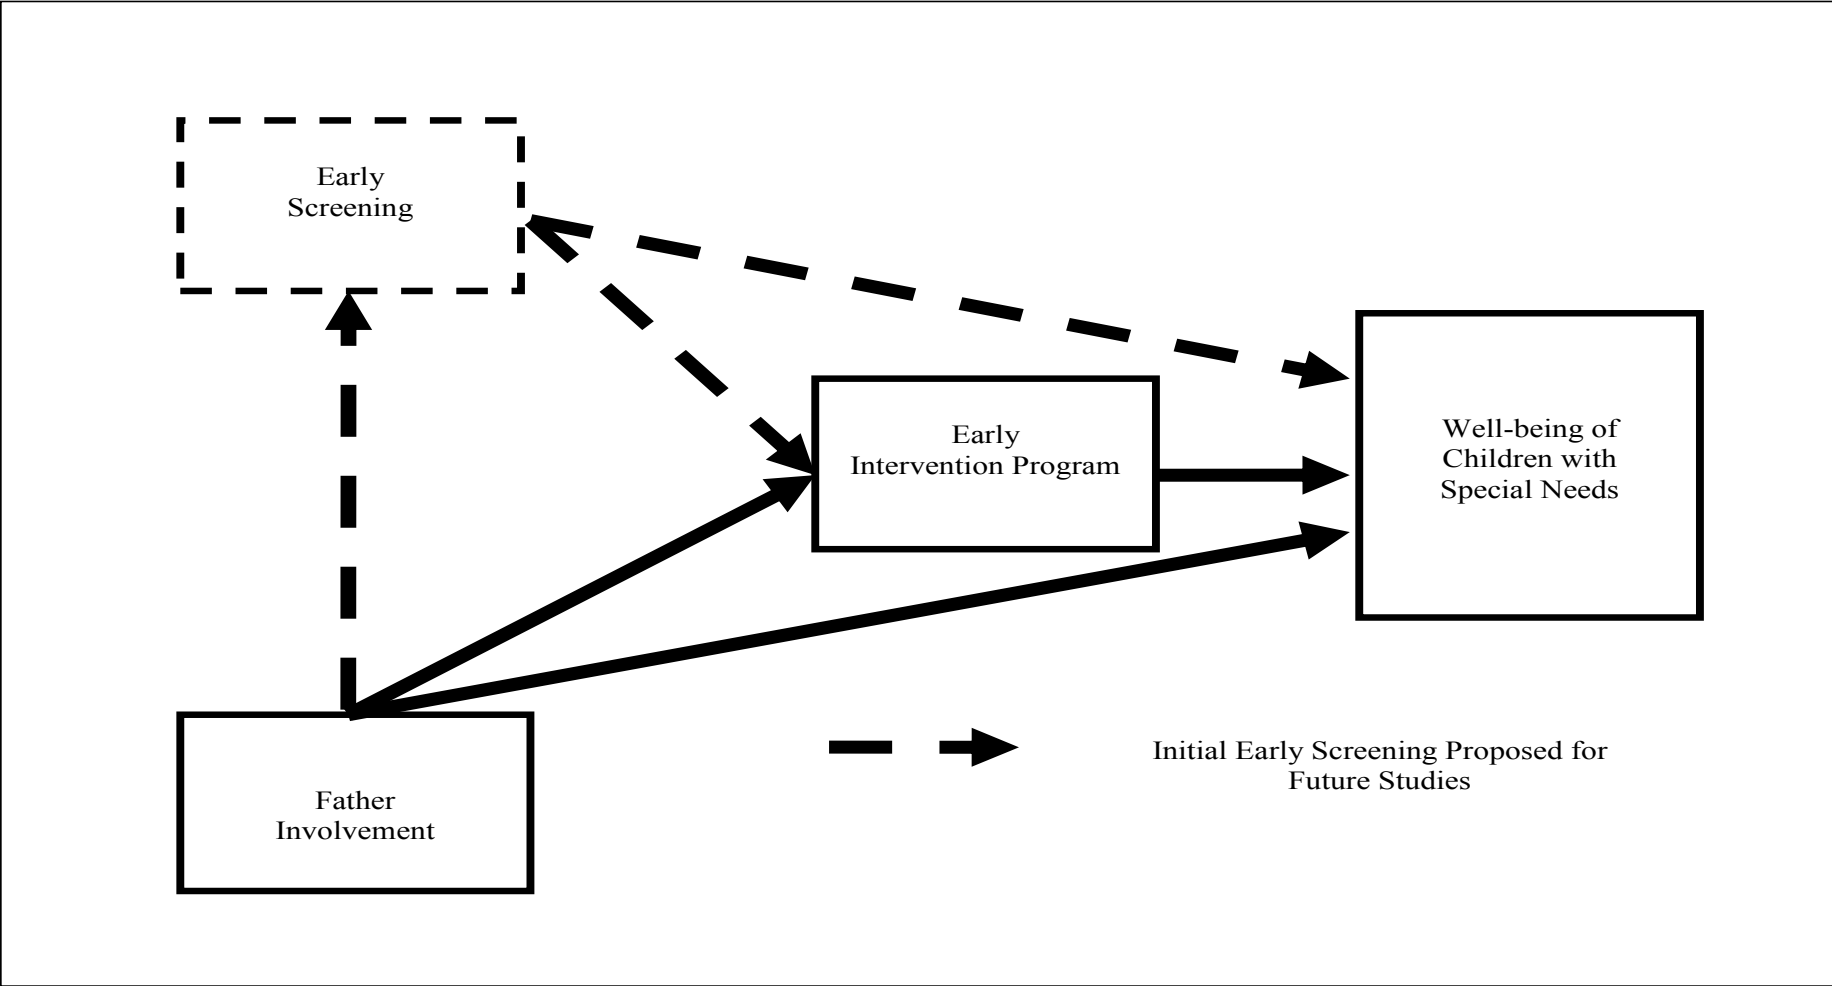 Early
Screening
Early
Intervention Program
Well-being of
Children with
Special Needs
Father
Involvement
Initial Early Screening Proposed for
Future Studies